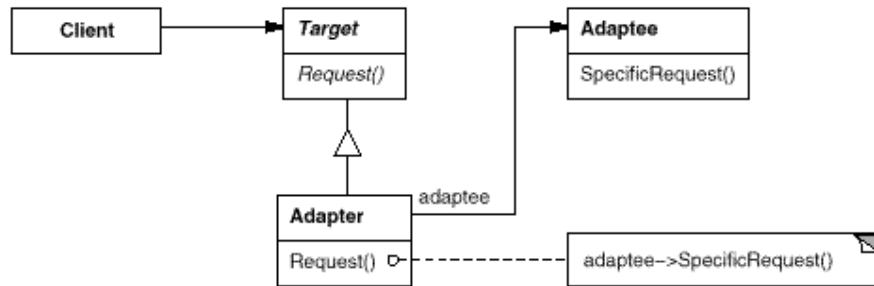 Client
Target
Request()
Adaptee
SpecificRequest()
adaptee
Adapter
Request()
adaptee–>SpecificRequest()